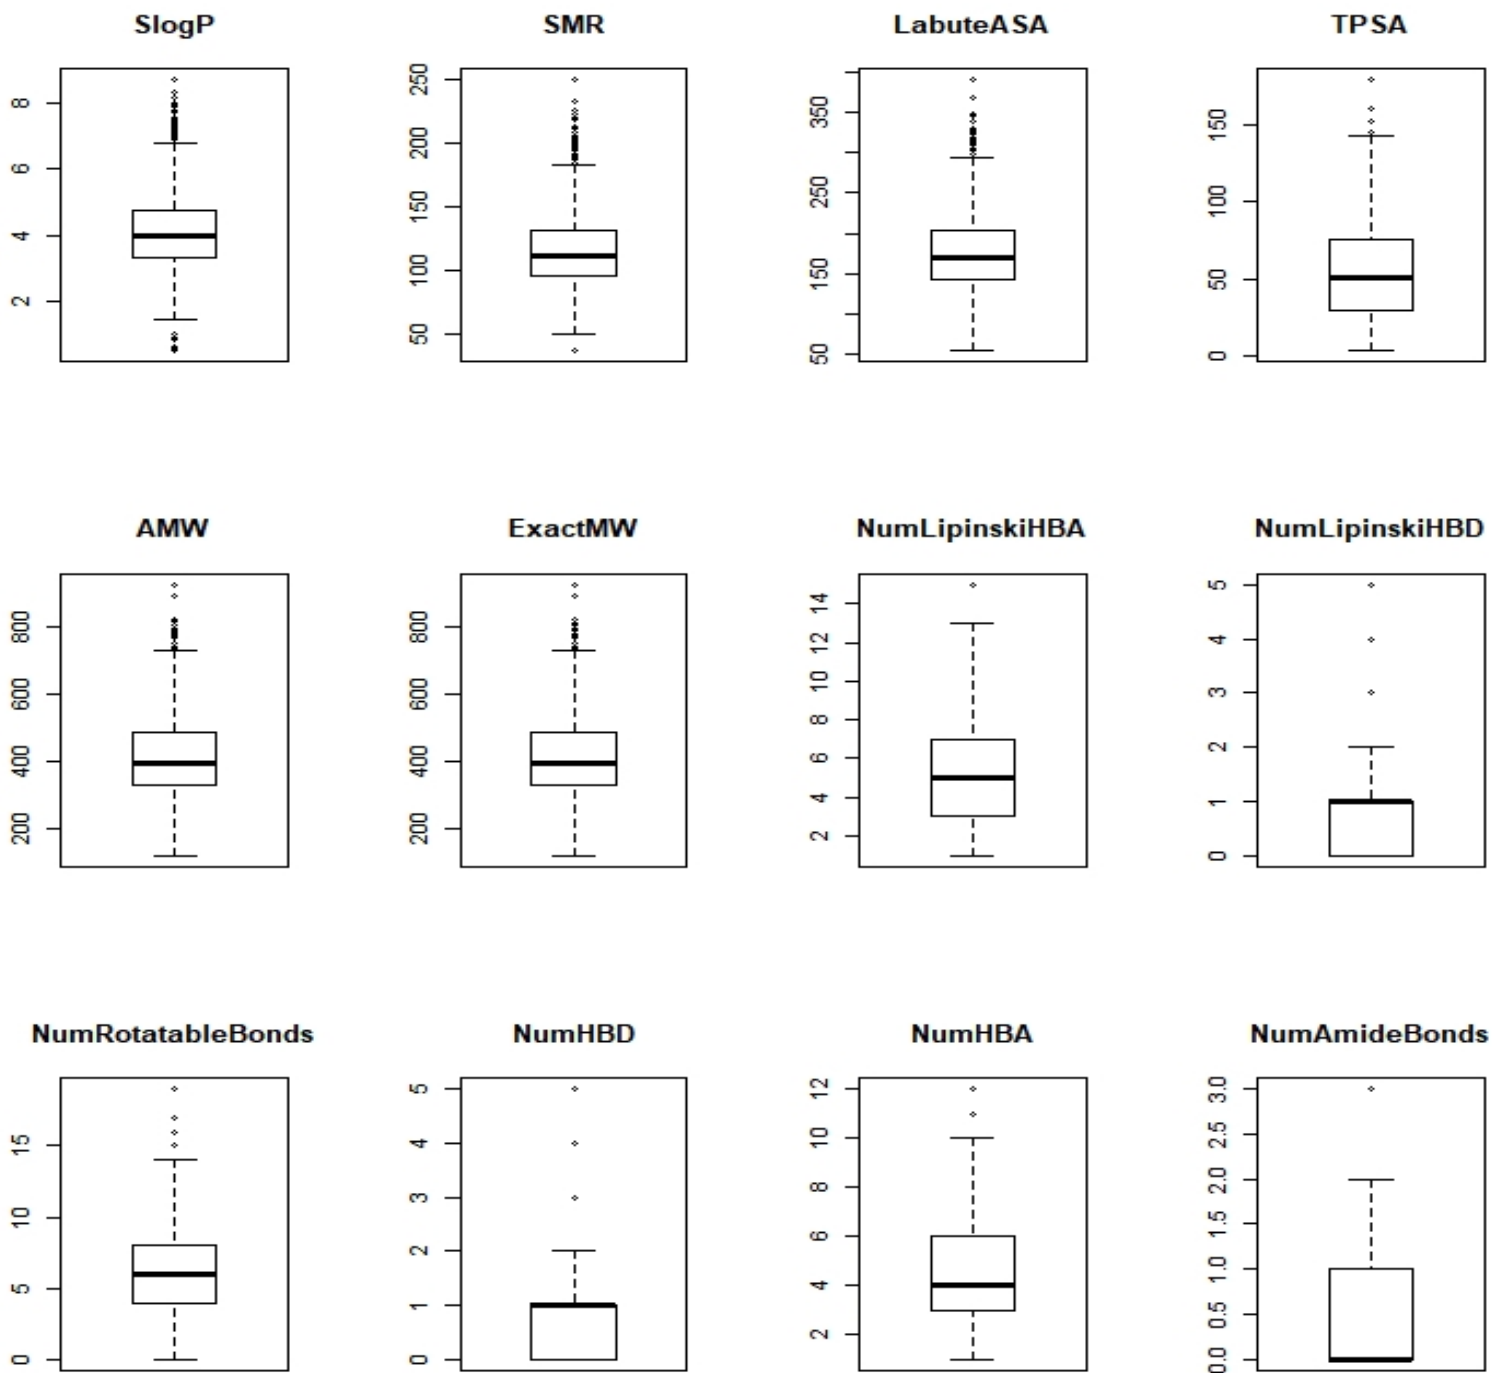 SlogP SMR LabuteASA TPSA
8 250 350 150
6 200 250 100
4 150 150 50
2 100 50 0
50
AMW ExactMW NumLipinskiHBA NumLipinskiHBD
800 800 14 5
600 600 12 4
400 400 10 3
200 200 8 2
6 1
4 0
2
NumRotatableBonds NumHBD NumHBA NumAmideBonds
15 5 12 3.0
10 4 10 2.5
5 3 8 2.0
0 2 6 1.5
1 4 1.0
0 2 0.5
0.0